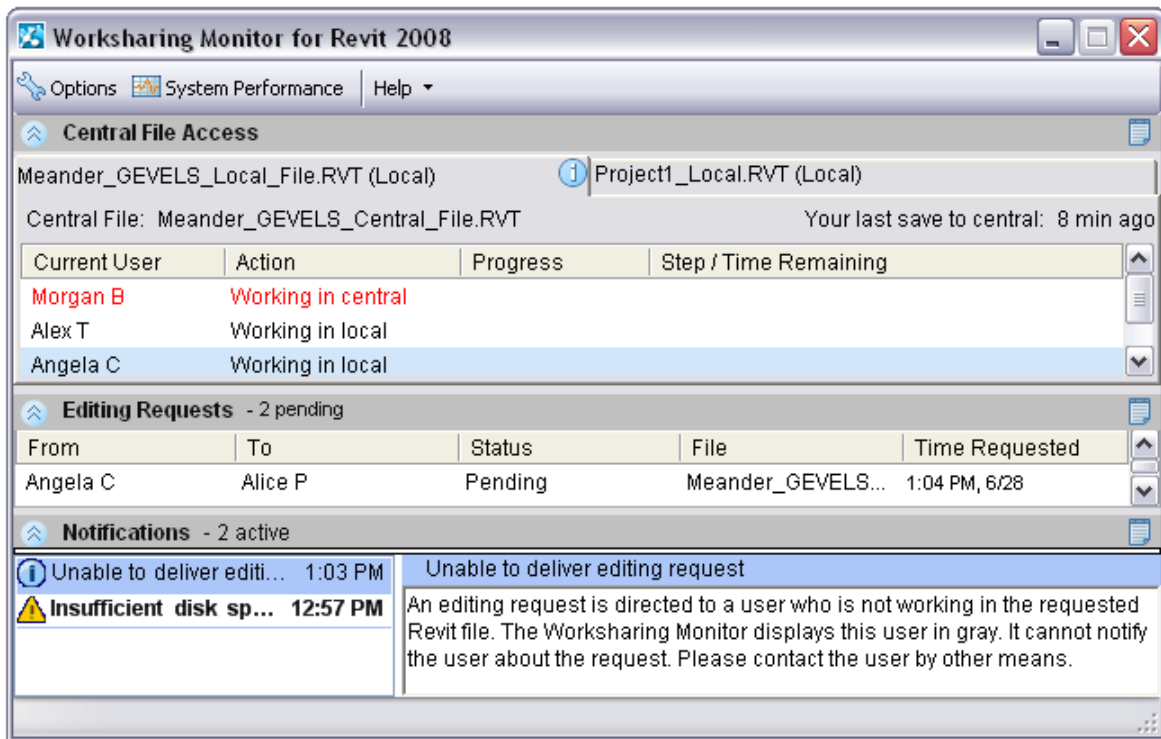 Worksharing Monitor for Revit 2008
Options System Performance Help
Central File Access
Meander_GEVELS_Local_File.RVT (Local) Project1_Local.RVT (Local)
Central File: Meander_GEVELS_Central_File.RVT Your last save to central: 8 min ago
Current User Action Progress Step / Time Remaining
Morgan B Working in central
Alex T Working in local
Angela C Working in local
Editing Requests - 2 pending
From To Status File Time Requested
Angela C Alice P Pending Meander_GEVELS... 1:04 PM, 6/28
Notifications - 2 active
Unable to deliver editi... 1:03 PM
Insufficient disk sp... 12:57 PM
Unable to deliver editing request
An editing request is directed to a user who is not working in the requested
Revit file. The Worksharing Monitor displays this user in gray. It cannot notify
the user about the request. Please contact the user by other means.